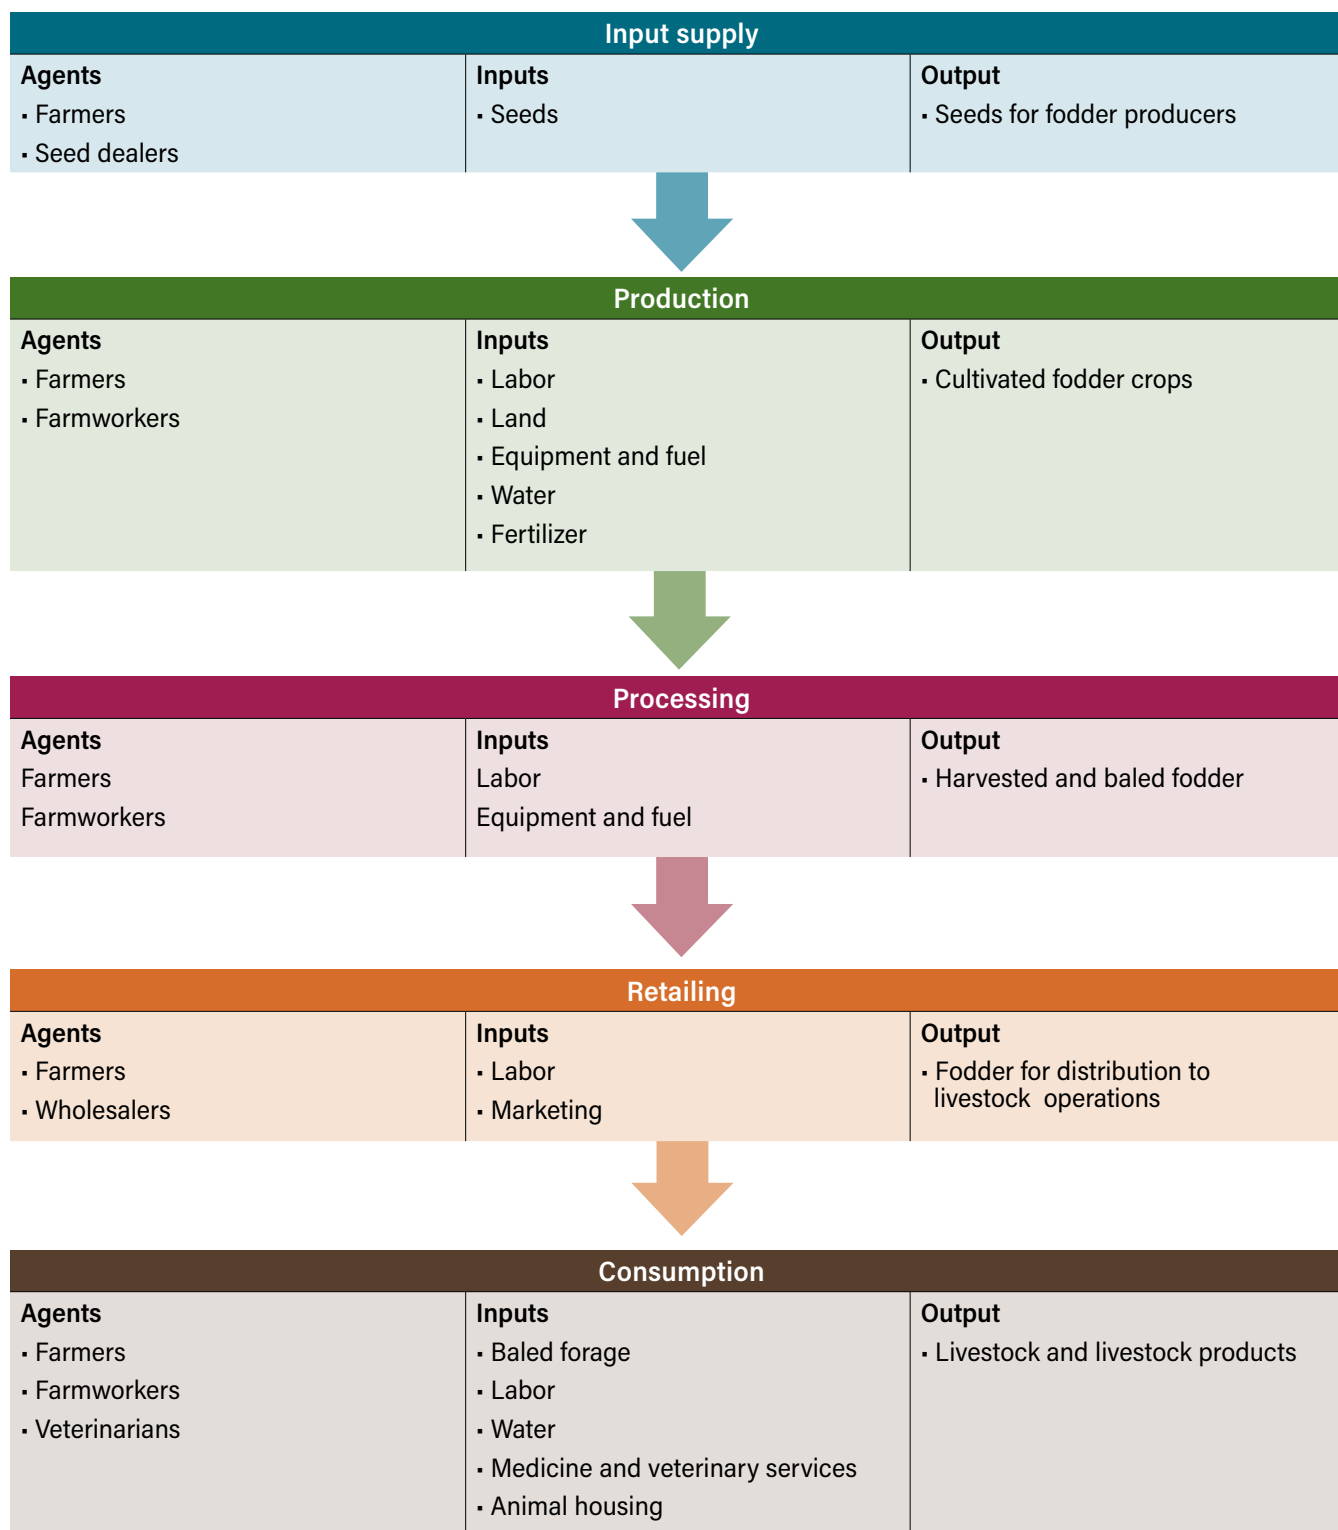 Input supply
Agents
▪ Farmers
▪ Seed dealers
Inputs
▪ Seeds
Output
▪ Seeds for fodder producers
Production
Agents
▪ Farmers
▪ Farmworkers
Inputs
▪ Labor
▪ Land
▪ Equipment and fuel
▪ Water
▪ Fertilizer
Output
▪ Cultivated fodder crops
Processing
Agents
Farmers
Farmworkers
Inputs
Labor
Equipment and fuel
Output
▪ Harvested and baled fodder
Retailing
Agents
▪ Farmers
▪ Wholesalers
Inputs
▪ Labor
▪ Marketing
Output
▪ Fodder for distribution to
livestock operations
Consumption
Agents
▪ Farmers
▪ Farmworkers
▪ Veterinarians
Inputs
▪ Baled forage
▪ Labor
▪ Water
▪ Medicine and veterinary services
▪ Animal housing
Output
▪ Livestock and livestock products